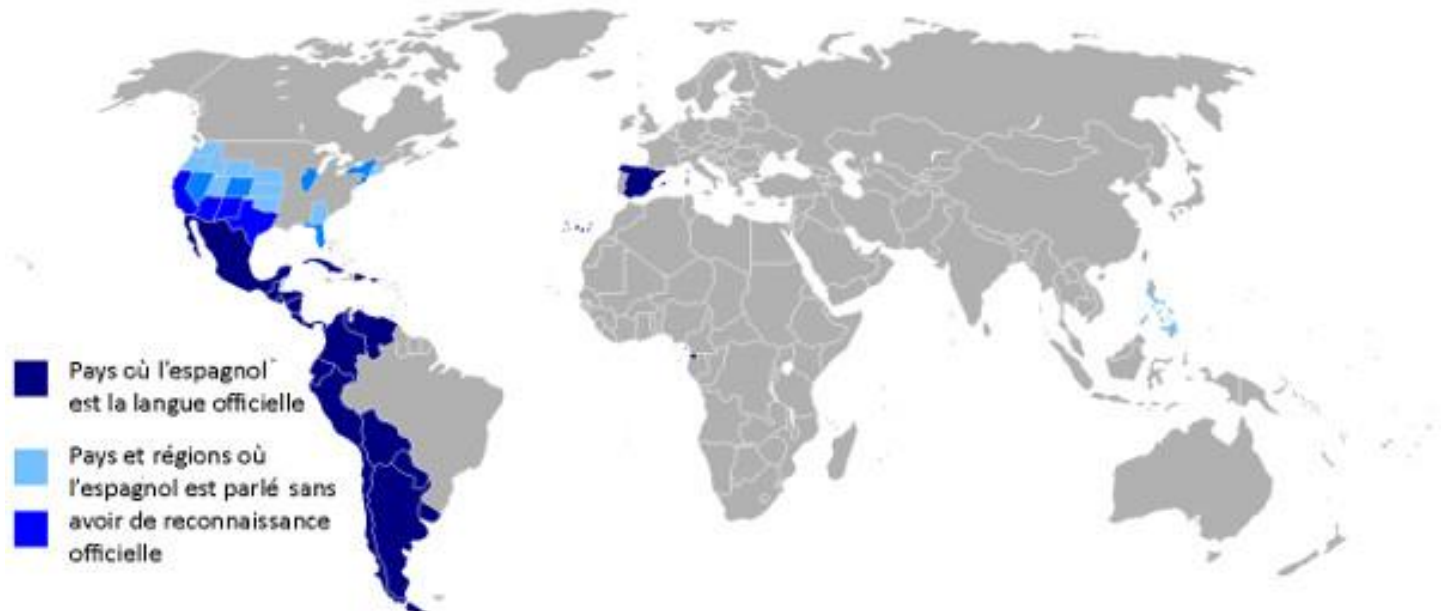 Pays où l'espagnol
est la langue officielle
Pays et régions où
l'espagnol est parlé sans
avoir de reconnaissance
officielle